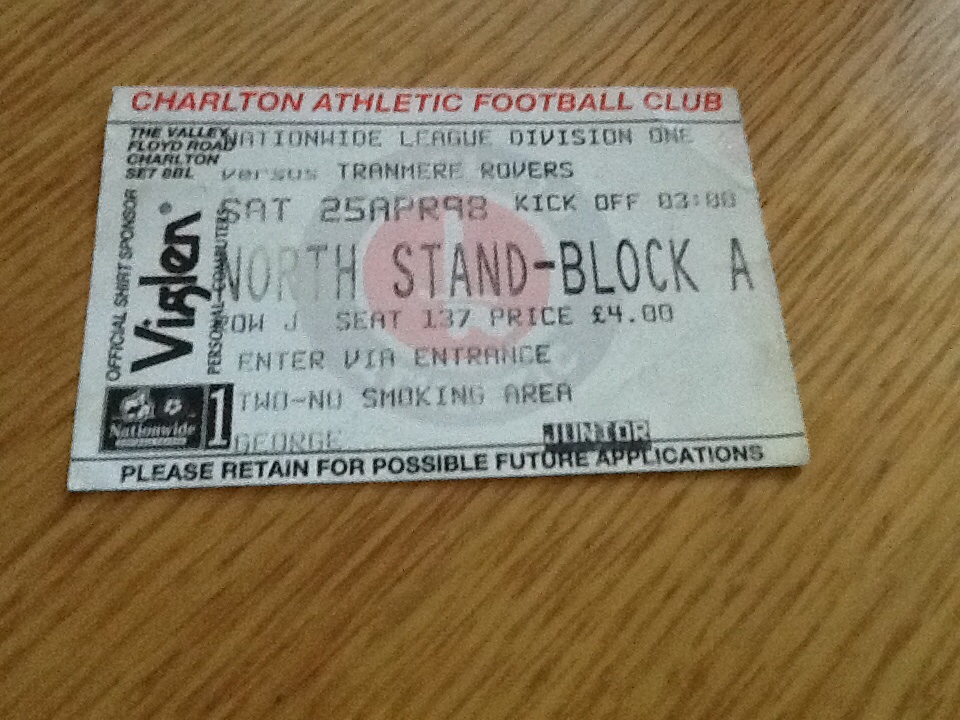 CHARLTON ATHLETIC FOOTBALL CLUB
THE VALLEY
FLOYD ROAD
CHARLTON
SE7 8BL
NATIONWIDE LEAGUE DIVISION ONE
versus TRANMERE ROVERS
SAT 25APR98 KICK OFF 03:00
NORTH STAND-BLOCK A
ROW J SEAT 137 PRICE £4.00
ENTER VIA ENTRANCE
TWO-NO SMOKING AREA
GEORGE JUNIOR
OFFICIAL SHIRT SPONSOR
Viglen®
PERSONAL COMPUTERS
Nationwide
1
PLEASE RETAIN FOR POSSIBLE FUTURE APPLICATIONS